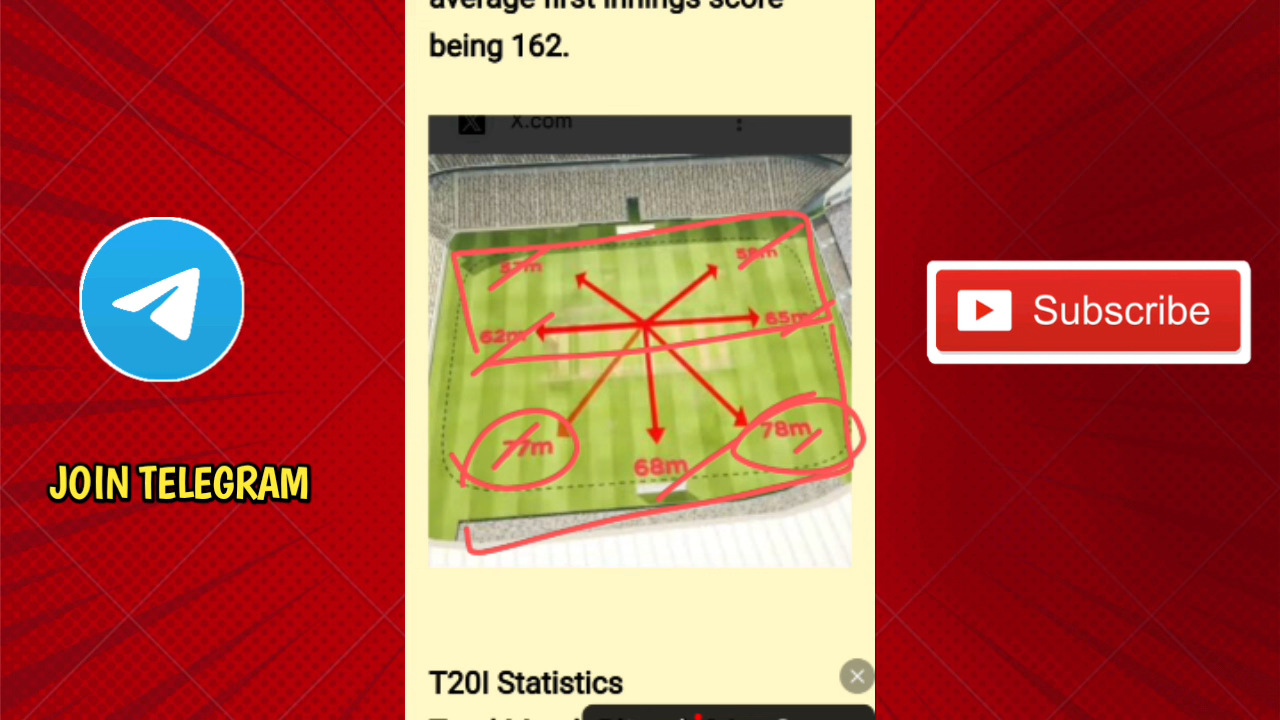 average first innings score
being 162.
X.com
57m
58m
62m
65m
77m
78m
68m
Subscribe
JOIN TELEGRAM
T20I Statistics